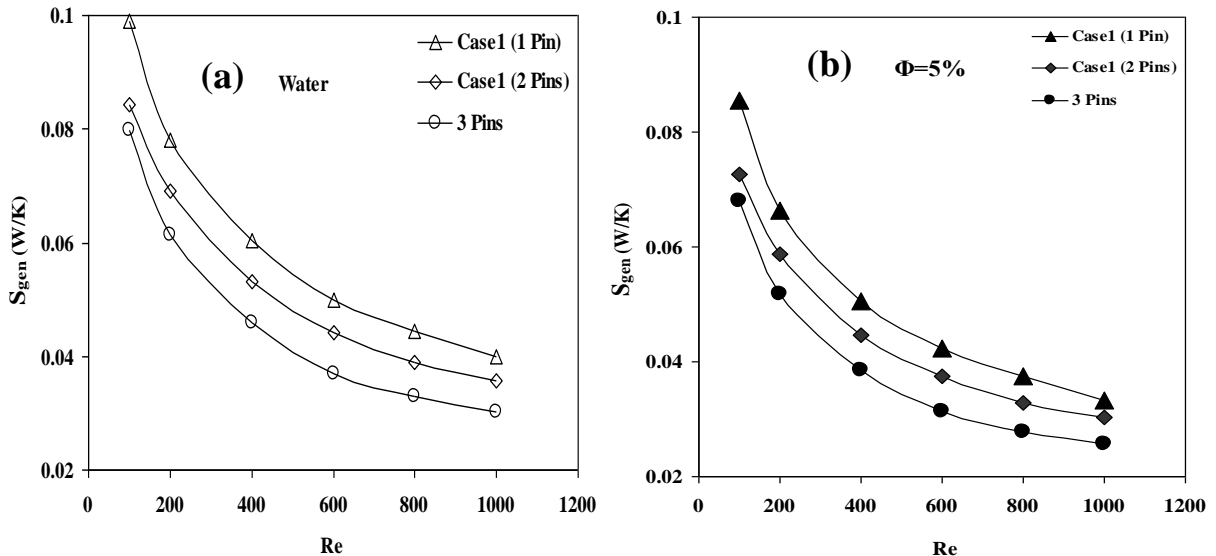 0.1
0.08
0.06
0.04
0.02
0
200
400
600
800
1000
1200
Sgen (W/K)
Re
(a)
Water
Case1 (1 Pin)
Case1 (2 Pins)
3 Pins
0.1
0.08
0.06
0.04
0.02
0
200
400
600
800
1000
1200
Sgen (W/K)
Re
(b)
Φ=5%
Case1 (1 Pin)
Case1 (2 Pins)
3 Pins